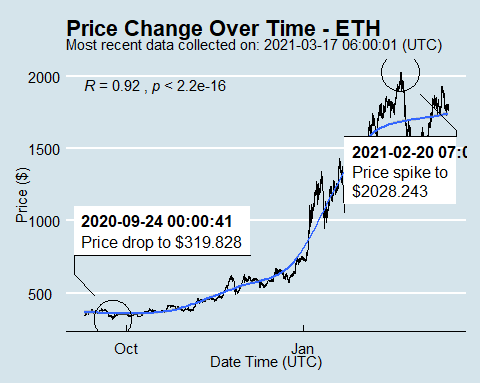 Price Change Over Time - ETH
Most recent data collected on: 2021-03-17 06:00:01 (UTC)
R = 0.92 , p < 2.2e-16
2000
1500
1000
500
Price ($)
2021-02-20 07:0
Price spike to
$2028.243
2020-09-24 00:00:41
Price drop to $319.828
Oct
Jan
Date Time (UTC)